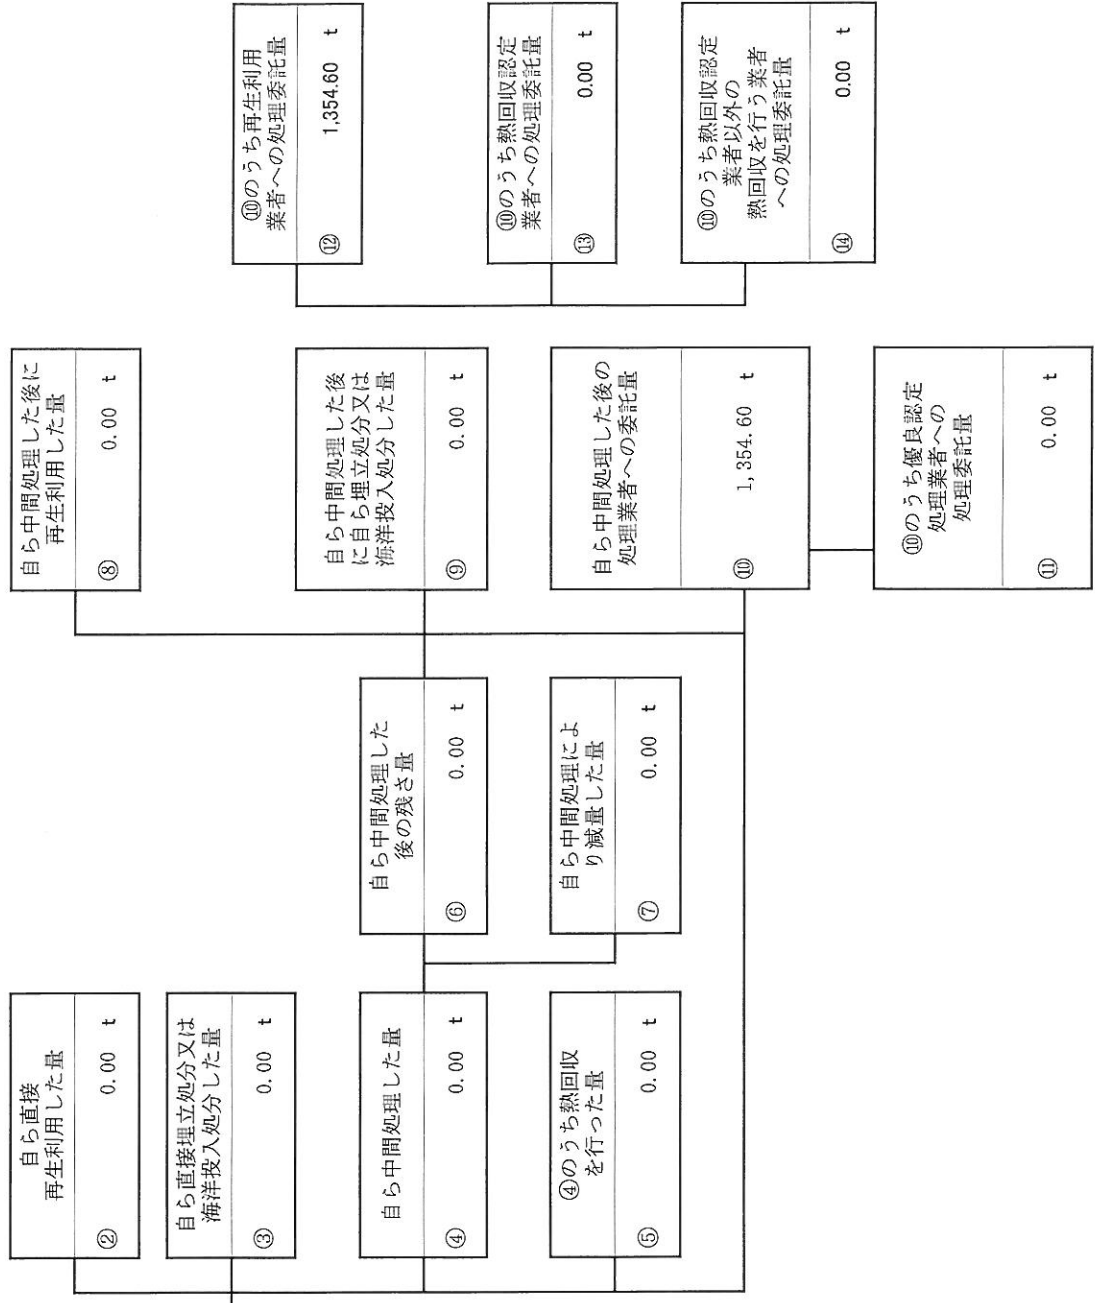 自ら直接
再生利用した量
② 0.00 t
自ら直接埋立処分又は
海洋投入処分した量
③ 0.00 t
自ら中間処理した量
④ 0.00 t
④のうち熱回収
を行った量
⑤ 0.00 t
自ら中間処理した
後の残さ量
⑥ 0.00 t
自ら中間処理によ
り減量した量
⑦ 0.00 t
自ら中間処理した後に
再生利用した量
⑧ 0.00 t
自ら中間処理した後
に自ら埋立処分又は
海洋投入処分した量
⑨ 0.00 t
自ら中間処理した後の
処理業者への委託量
⑩ 1,354.60 t
⑩のうち優良認定
処理業者への
処理委託量
⑪ 0.00 t
⑩のうち再生利用
業者への処理委託量
⑫ 1,354.60 t
⑩のうち熱回収認定
業者への処理委託量
⑬ 0.00 t
⑩のうち熱回収認定
業者以外の
熱回収を行う業者
への処理委託量
⑭ 0.00 t